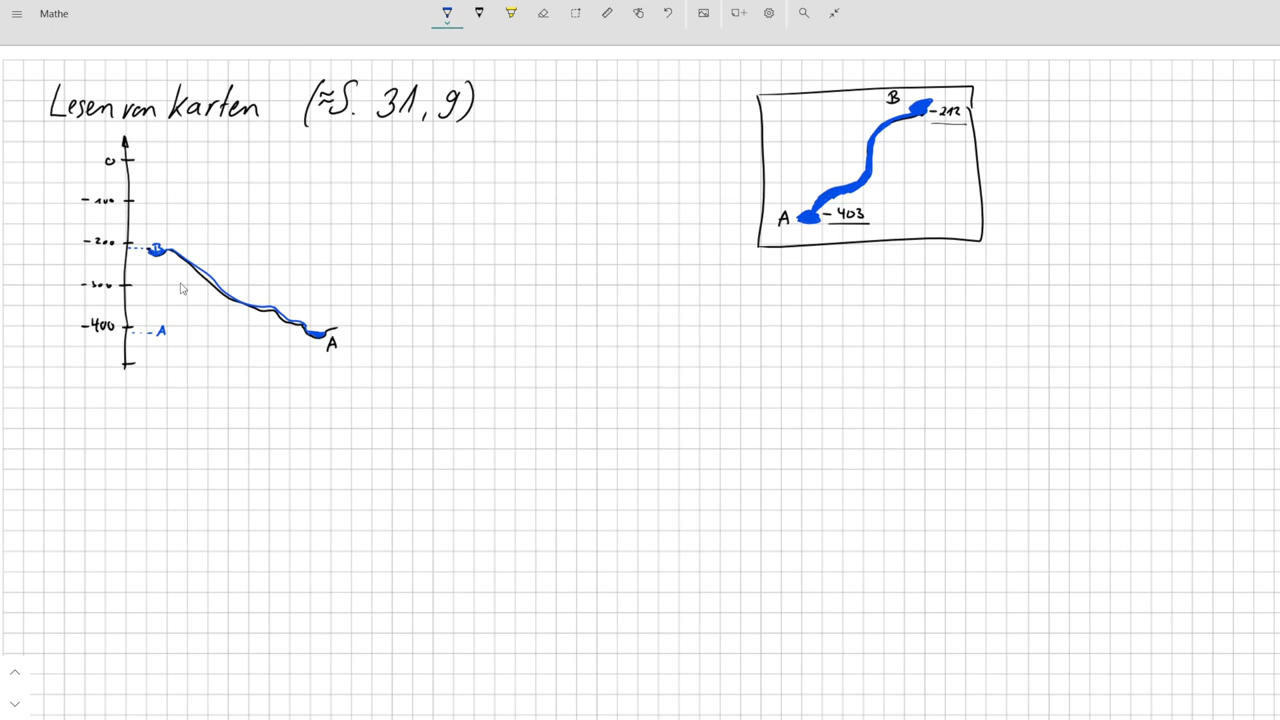 Mathe
Lesen von Karten (≈S. 31, 9)
0
-100
-200
B
-300
-400
A
A
B
-212
A
-403